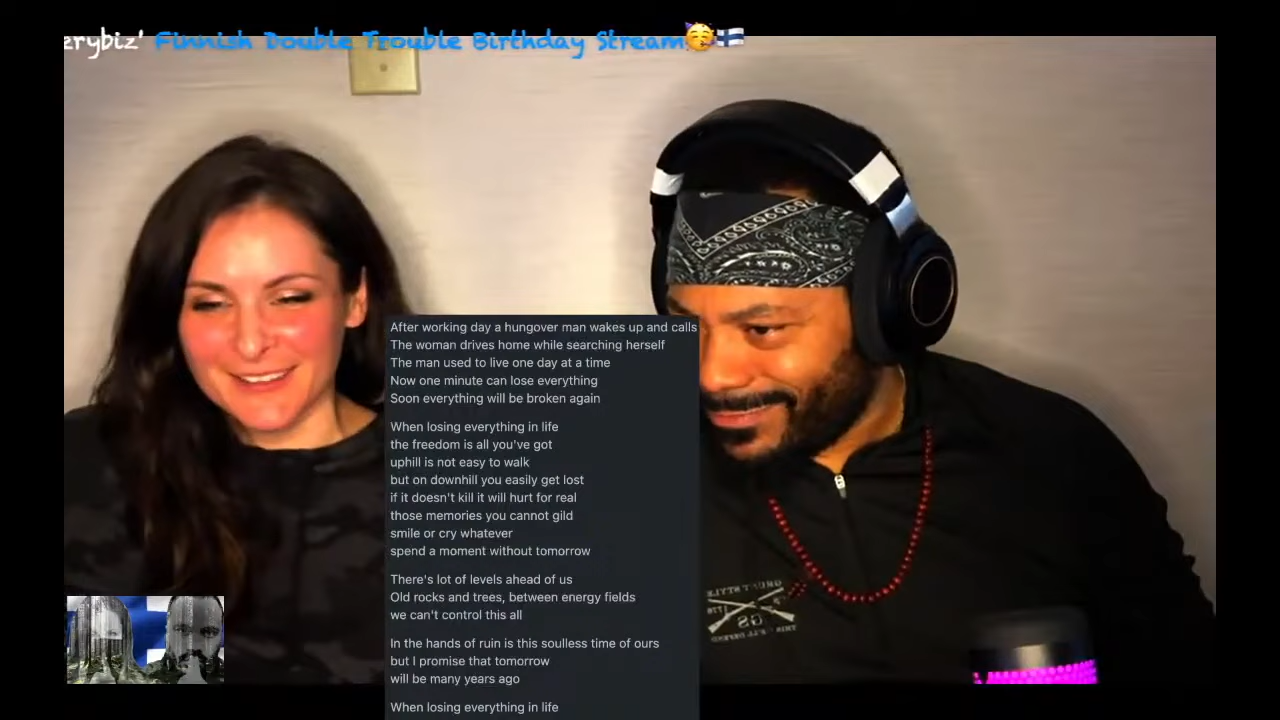 erybiz' Finnish Double Trouble Birthday Stream🥳🇫🇮
After working day a hungover man wakes up and calls
The woman drives home while searching herself
The man used to live one day at a time
Now one minute can lose everything
Soon everything will be broken again
When losing everything in life
the freedom is all you've got
uphill is not easy to walk
but on downhill you easily get lost
if it doesn't kill it will hurt for real
those memories you cannot gild
smile or cry whatever
spend a moment without tomorrow
There's lot of levels ahead of us
Old rocks and trees, between energy fields
we can't control this all
In the hands of ruin is this soulless time of ours
but I promise that tomorrow
will be many years ago
When losing everything in life
GRUNT STYLE
GS